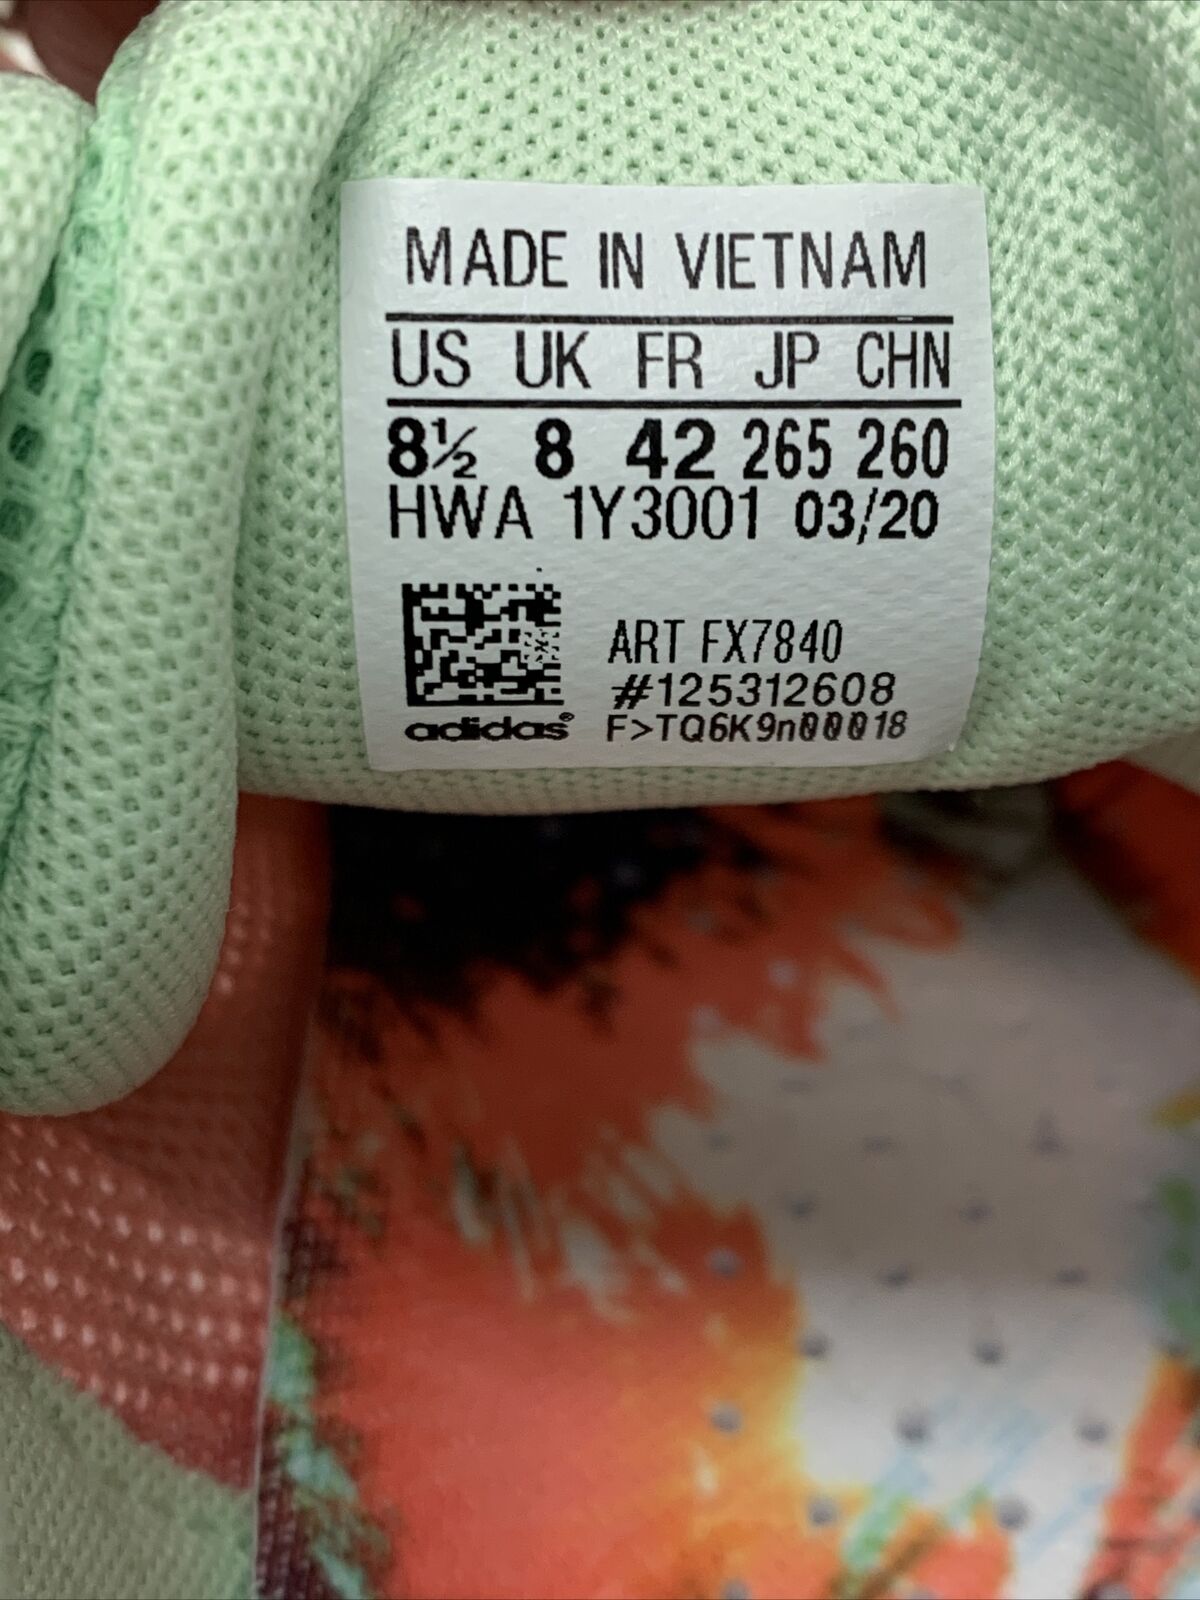 MADE IN VIETNAM
US UK FR JP CHN
8½ 8 42 265 260
HWA 1Y3001 03/20
ART FX7840
#125312608
adidas® F>TQ6K9n00018